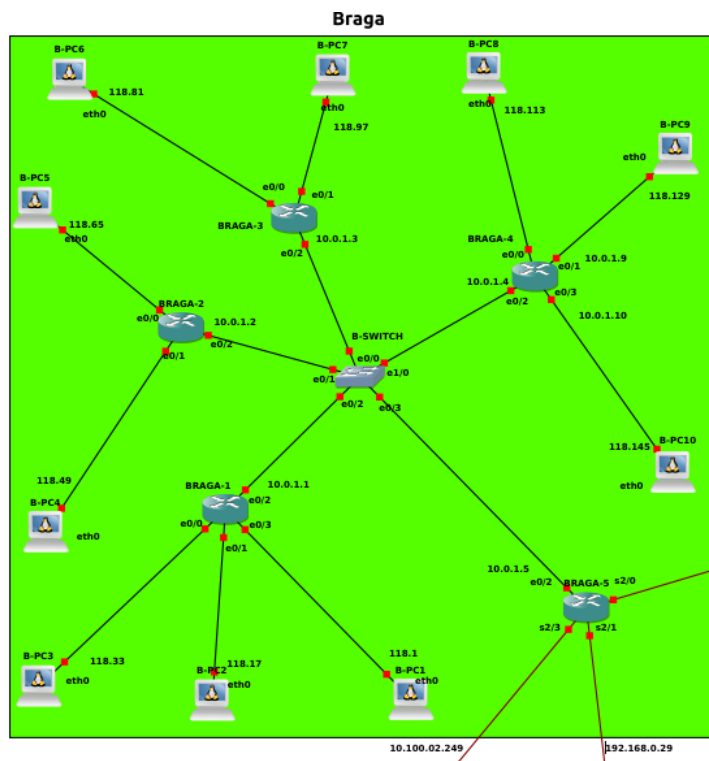 Braga
B-PC6
B-PC7
B-PC8
118.81
eth0
eth0
118.97
eth0
118.113
B-PC9
eth0
118.129
B-PC5
118.65
eth0
e0/0
e0/1
BRAGA-3
10.0.1.3
e0/2
BRAGA-4
e0/0
10.0.1.9
e0/1
10.0.1.4
e0/2
e0/3
10.0.1.10
BRAGA-2
e0/0
10.0.1.2
e0/1
e0/2
B-SWITCH
e0/0
e0/1
e1/0
e0/2
e0/3
118.145
B-PC10
eth0
118.49
B-PC4
eth0
BRAGA-1
10.0.1.1
e0/2
e0/0
e0/3
e0/1
10.0.1.5
e0/2
BRAGA-5
s2/0
s2/3
s2/1
B-PC3
118.33
eth0
B-PC2
118.17
eth0
118.1
B-PC1
eth0
10.100.02.249
192.168.0.29